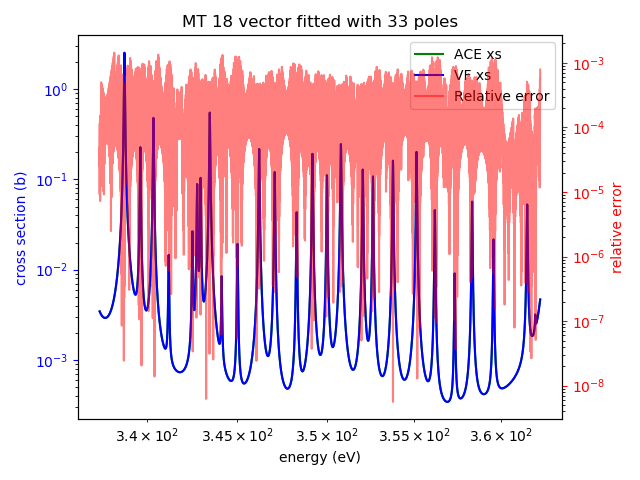 MT 18 vector fitted with 33 poles
ACE xs
VF xs
Relative error
cross section (b)
10⁰
10⁻¹
10⁻²
10⁻³
relative error
10⁻³
10⁻⁴
10⁻⁵
10⁻⁶
10⁻⁷
10⁻⁸
3.4 × 10² 3.45 × 10² 3.5 × 10² 3.55 × 10² 3.6 × 10²
energy (eV)